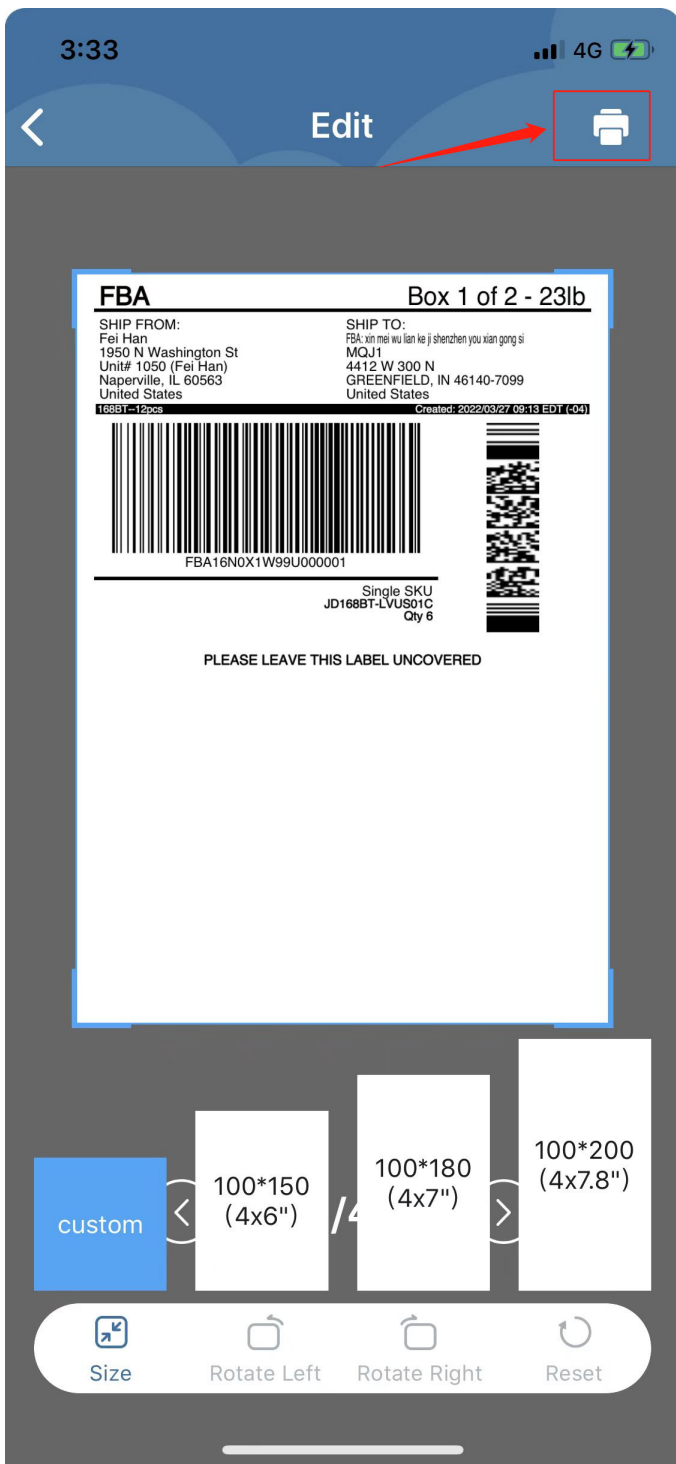 3:33
4G
Edit
FBA
Box 1 of 2 - 23lb
SHIP FROM:
Fei Han
1950 N Washington St
Unit# 1050 (Fei Han)
Naperville, IL 60563
United States
SHIP TO:
FBA: xin mei wu lian ke ji shenzhen you xian gong si
MQJ1
4412 W 300 N
GREENFIELD, IN 46140-7099
United States
168BT--12pcs
Created: 2022/03/27 09:13 EDT (-04)
FBA16N0X1W99U000001
Single SKU
JD168BT-LVUS01C
Qty 6
PLEASE LEAVE THIS LABEL UNCOVERED
custom
100*150
(4x6")
100*180
(4x7")
100*200
(4x7.8")
Size
Rotate Left
Rotate Right
Reset